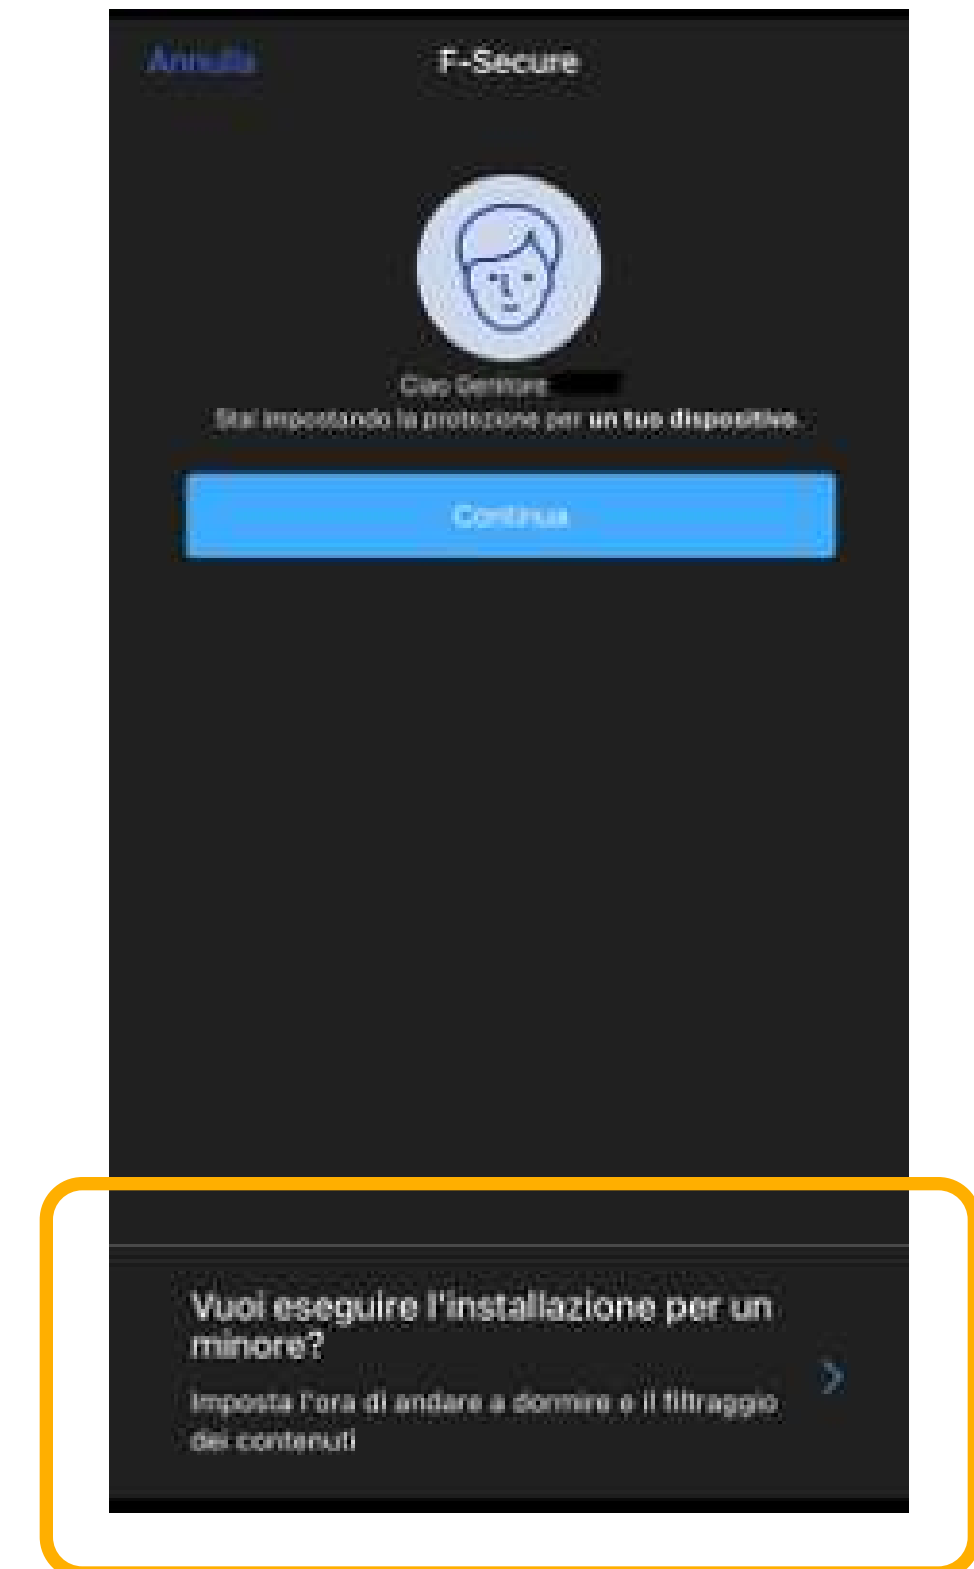 Annulla
F-Secure
Ciao Genitore
Stai impostando la protezione per un tuo dispositivo.
Continua
Vuoi eseguire l'installazione per un
minore?
Imposta l'ora di andare a dormire e il filtraggio
dei contenuti